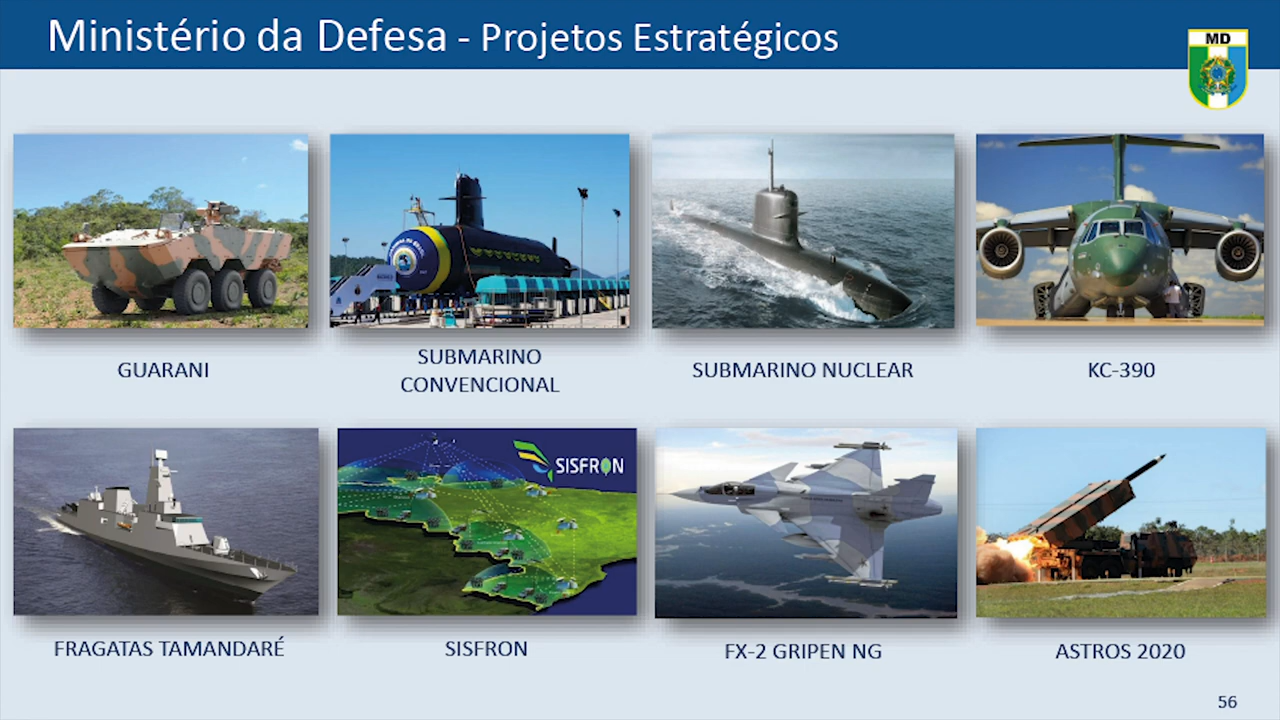 Ministério da Defesa - Projetos Estratégicos
MD
GUARANI
SUBMARINO
CONVENCIONAL
SUBMARINO NUCLEAR
KC-390
SISFRON
FRAGATAS TAMANDARÉ
SISFRON
FX-2 GRIPEN NG
ASTROS 2020
56